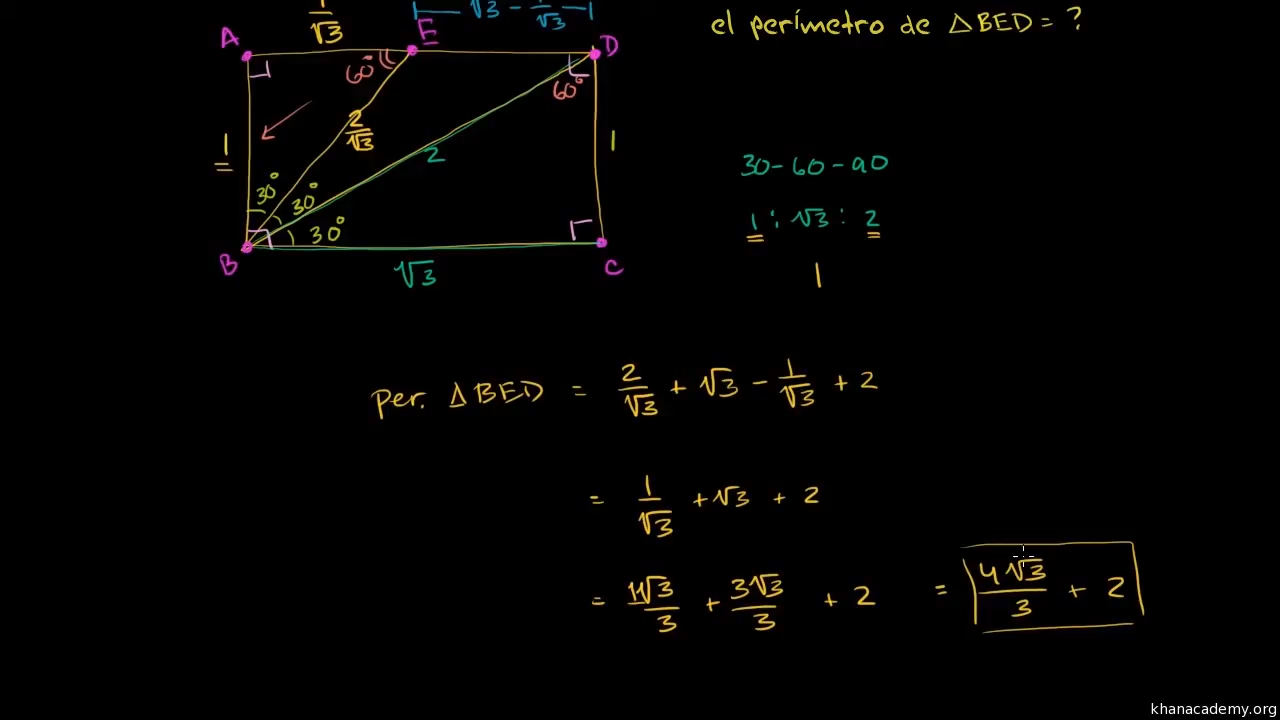 1/√3 √3 - 1/√3 el perímetro de △BED = ?
A E D
60° 60°
1 2/√3 2 1
30 - 60 - 90
30° 30° 30°
1 : √3 : 2
B √3 C
1
per. △BED = 2/√3 + √3 - 1/√3 + 2
= 1/√3 + √3 + 2
= 1√3/3 + 3√3/3 + 2 = 4√3/3 + 2
khanacademy.org